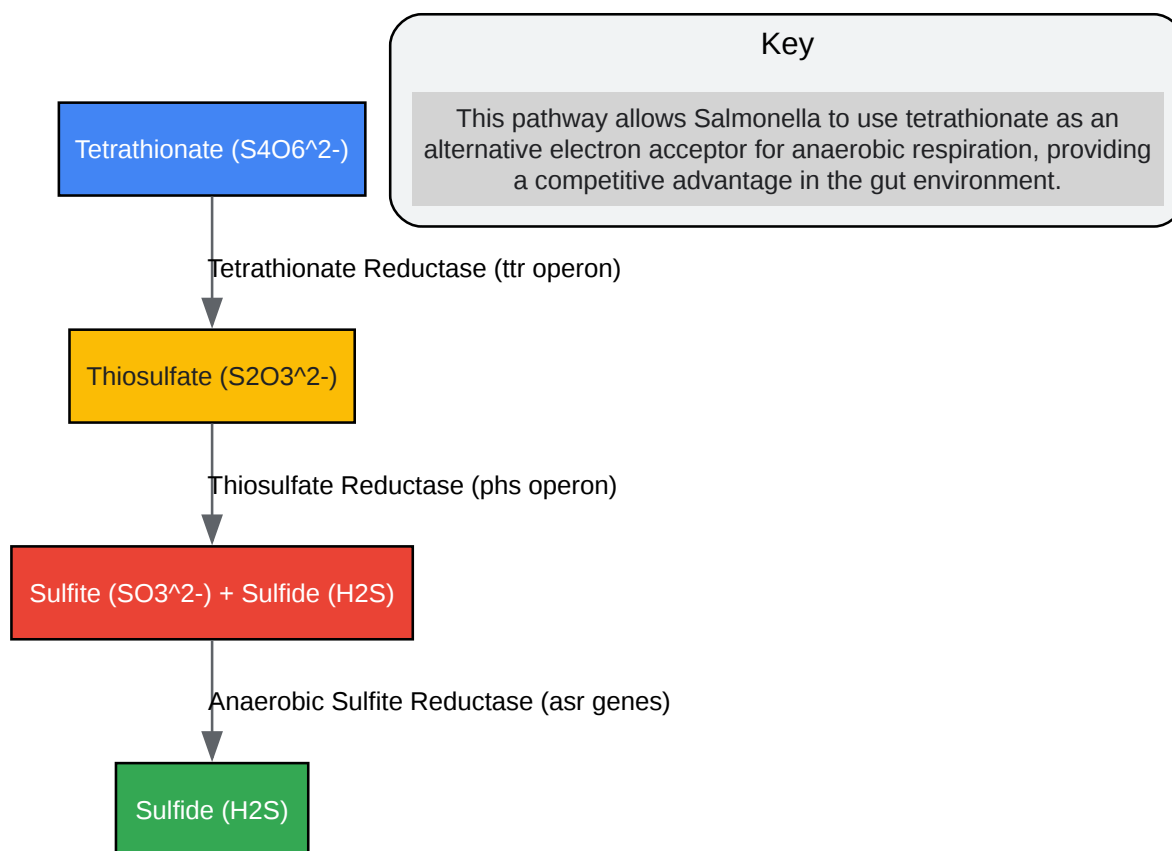 Key
This pathway allows Salmonella to use tetrathionate as an
alternative electron acceptor for anaerobic respiration, providing
a competitive advantage in the gut environment.
Tetrathionate (S4O6^2-)
Tetrathionate Reductase (ttr operon)
Thiosulfate (S2O3^2-)
Thiosulfate Reductase (phs operon)
Sulfite (SO3^2-) + Sulfide (H2S)
Anaerobic Sulfite Reductase (asr genes)
Sulfide (H2S)